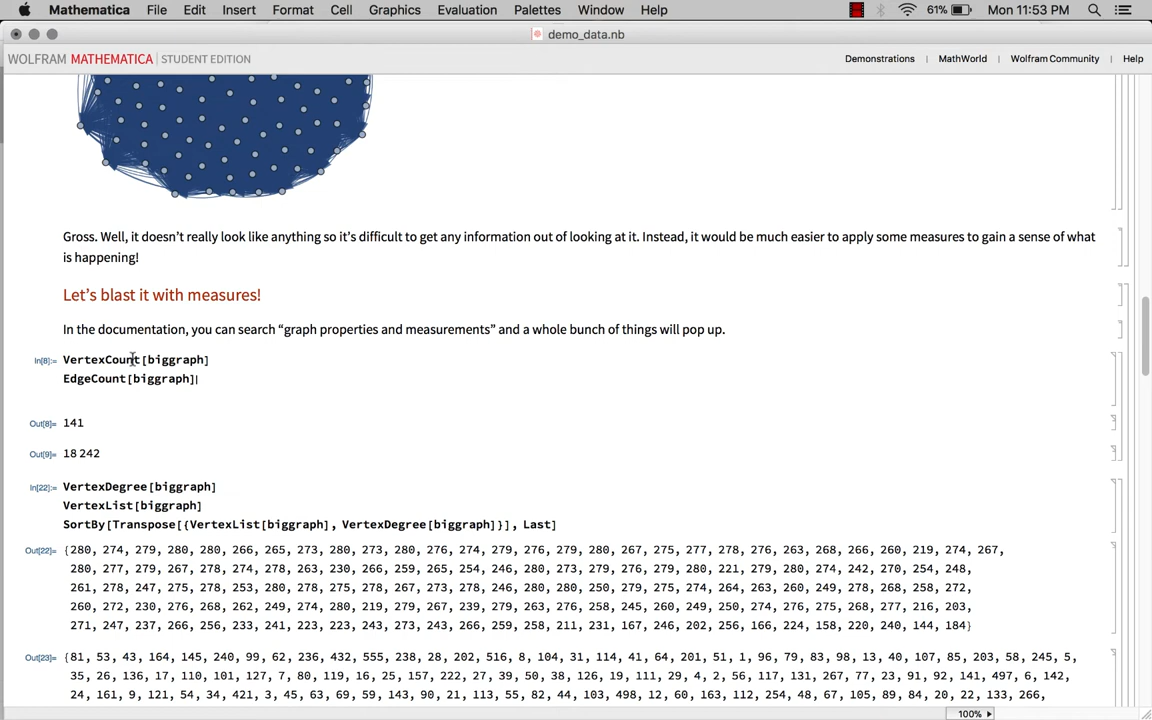 Mathematica File Edit Insert Format Cell Graphics Evaluation Palettes Window Help 61% Mon 11:53 PM
demo_data.nb
WOLFRAM MATHEMATICA | STUDENT EDITION Demonstrations | MathWorld | Wolfram Community | Help
Gross. Well, it doesn't really look like anything so it's difficult to get any information out of looking at it. Instead, it would be much easier to apply some measures to gain a sense of what
is happening!
Let's blast it with measures!
In the documentation, you can search “graph properties and measurements” and a whole bunch of things will pop up.
In[8]:= VertexCount[biggraph]
EdgeCount[biggraph]
Out[8]= 141
Out[9]= 18 242
In[22]:= VertexDegree[biggraph]
VertexList[biggraph]
SortBy[Transpose[{VertexList[biggraph], VertexDegree[biggraph]}], Last]
Out[22]= {280, 274, 279, 280, 280, 266, 265, 273, 280, 273, 280, 276, 274, 279, 276, 279, 280, 267, 275, 277, 278, 276, 263, 268, 266, 260, 219, 274, 267,
280, 277, 279, 267, 278, 274, 278, 263, 230, 266, 259, 265, 254, 246, 280, 273, 279, 276, 279, 280, 221, 279, 280, 274, 242, 270, 254, 248,
261, 278, 247, 275, 278, 253, 280, 278, 275, 278, 267, 273, 278, 246, 280, 280, 250, 279, 275, 274, 264, 263, 260, 249, 278, 268, 258, 272,
260, 272, 230, 276, 268, 262, 249, 274, 280, 219, 279, 267, 239, 279, 263, 276, 258, 245, 260, 249, 250, 274, 276, 275, 268, 277, 216, 203,
271, 247, 237, 266, 256, 233, 241, 223, 223, 243, 273, 243, 266, 259, 258, 211, 231, 167, 246, 202, 256, 166, 224, 158, 220, 240, 144, 184}
Out[23]= {81, 53, 43, 164, 145, 240, 99, 62, 236, 432, 555, 238, 28, 202, 516, 8, 104, 31, 114, 41, 64, 201, 51, 1, 96, 79, 83, 98, 13, 40, 107, 85, 203, 58, 245, 5,
35, 26, 136, 17, 110, 101, 127, 7, 80, 119, 16, 25, 157, 222, 27, 39, 50, 38, 126, 19, 111, 29, 4, 2, 56, 117, 131, 267, 77, 23, 91, 92, 141, 497, 6, 142,
24, 161, 9, 121, 54, 34, 421, 3, 45, 63, 69, 59, 143, 90, 21, 113, 55, 82, 44, 103, 498, 12, 60, 163, 112, 254, 48, 67, 105, 89, 84, 20, 22, 133, 266,
100%